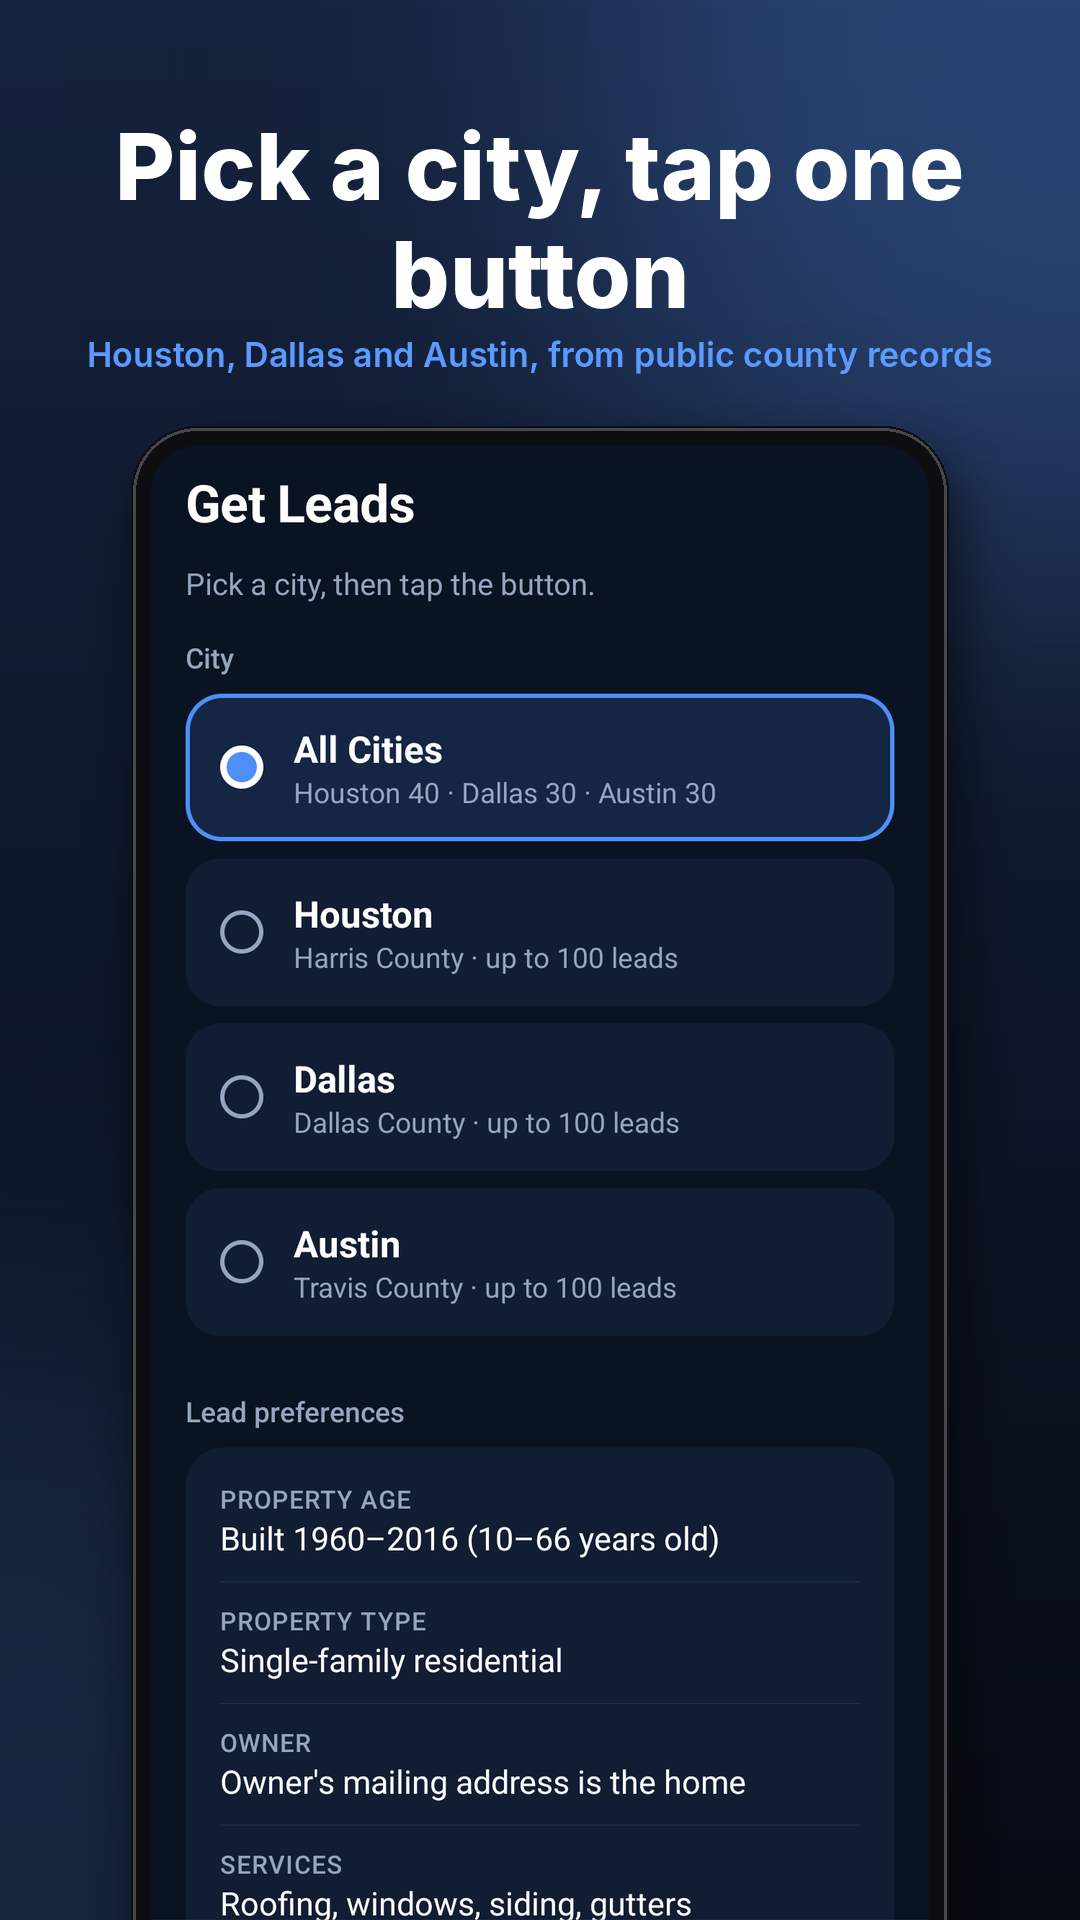 Pick a city, tap one
button
Houston, Dallas and Austin, from public county records
Get Leads
Pick a city, then tap the button.
City
All Cities
Houston 40 · Dallas 30 · Austin 30
Houston
Harris County · up to 100 leads
Dallas
Dallas County · up to 100 leads
Austin
Travis County · up to 100 leads
Lead preferences
PROPERTY AGE
Built 1960–2016 (10–66 years old)
PROPERTY TYPE
Single-family residential
OWNER
Owner's mailing address is the home
SERVICES
Roofing, windows, siding, gutters